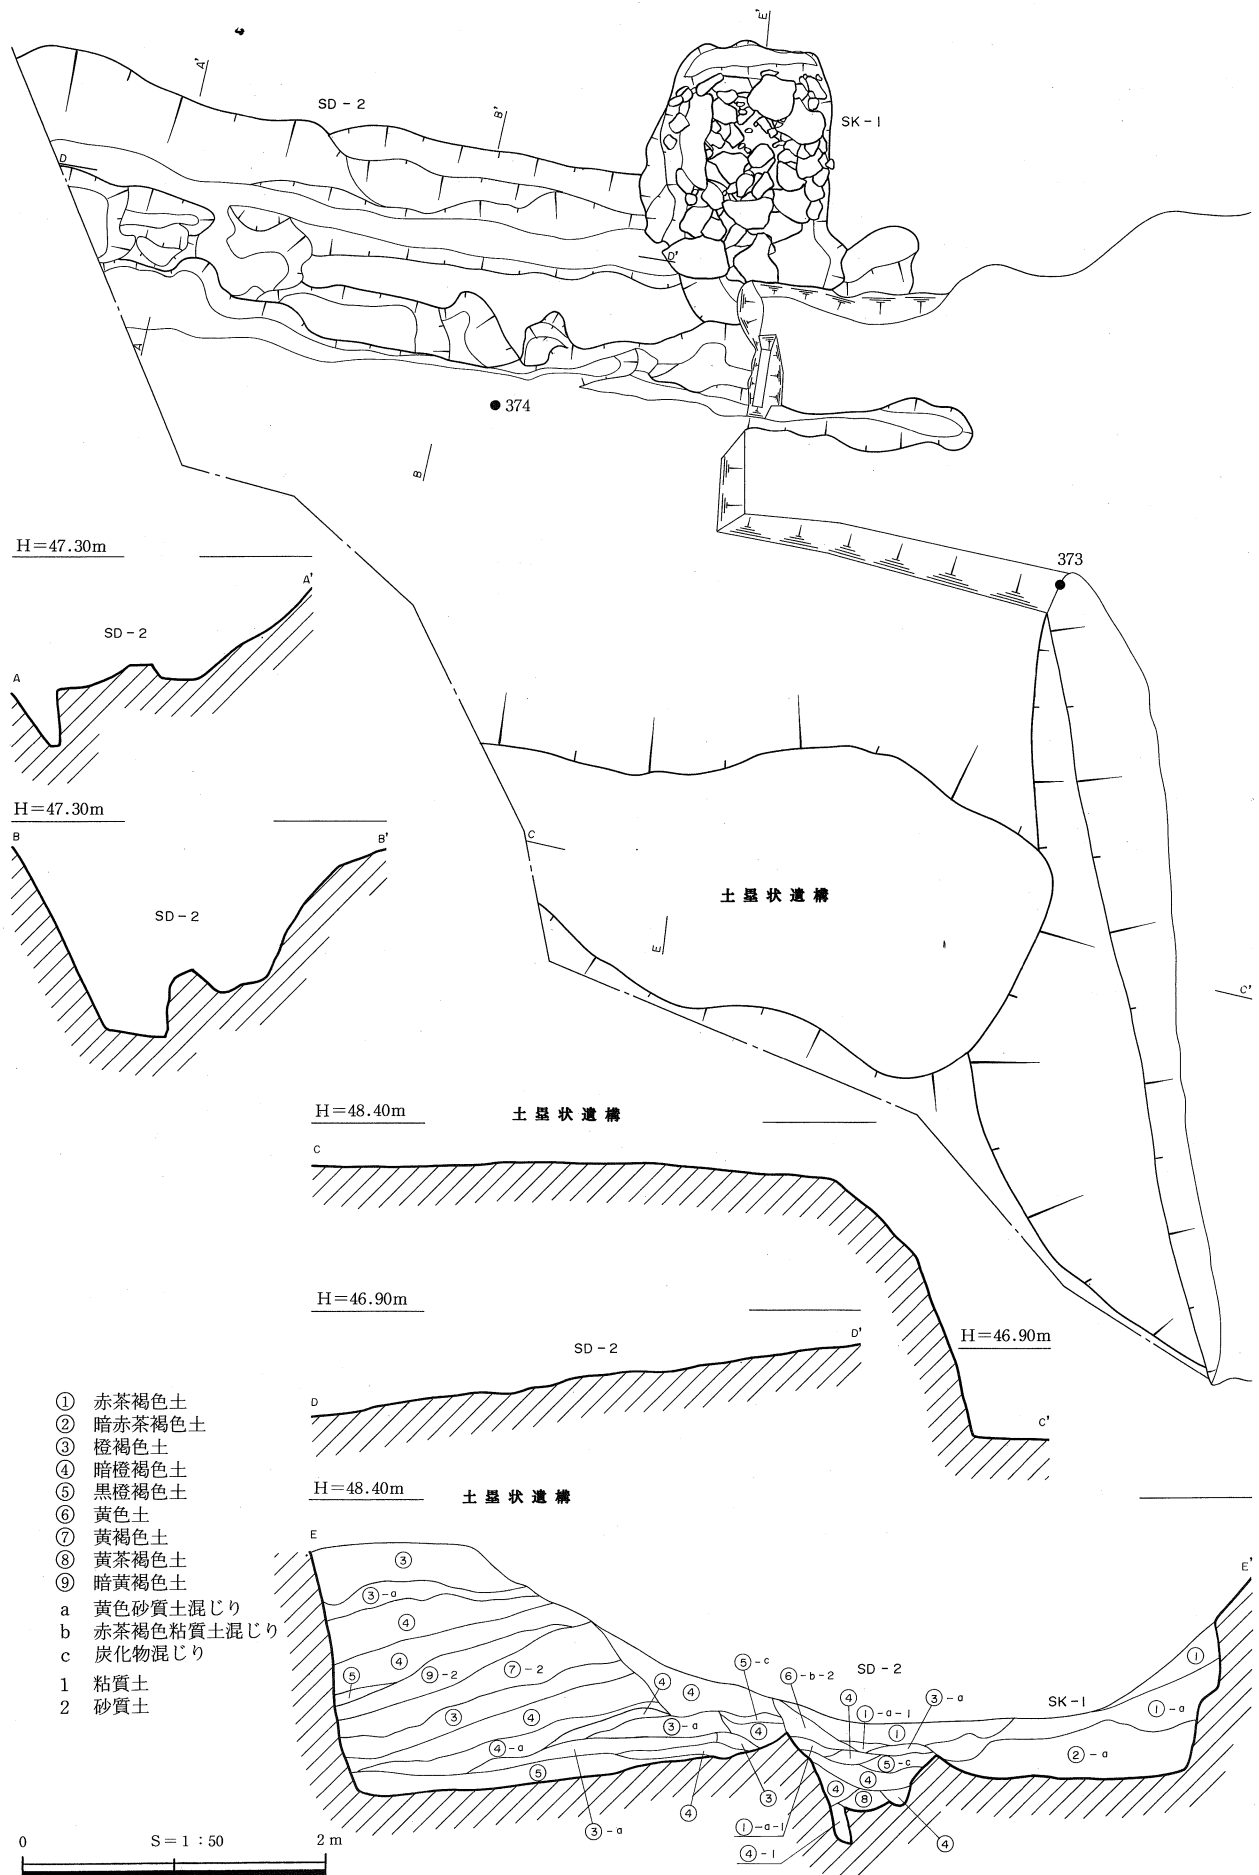 E'
A'
SD-2
B'
SK-1
D
D'
A
374
B
H=47.30m
373
A'
SD-2
A
H=47.30m
B
B'
C
土塁状遺構
SD-2
E
C'
H=48.40m
土塁状遺構
C
H=46.90m
D'
SD-2
H=46.90m
D
C'
① 赤茶褐色土
② 暗赤茶褐色土
③ 橙褐色土
④ 暗橙褐色土
⑤ 黒橙褐色土
⑥ 黄色土
⑦ 黄褐色土
⑧ 黄茶褐色土
⑨ 暗黄褐色土
a 黄色砂質土混じり
b 赤茶褐色粘質土混じり
c 炭化物混じり
1 粘質土
2 砂質土
H=48.40m
土塁状遺構
E
E'
③
③-a
④
⑤
④
⑨-2
⑦-2
④
④
⑤-c
⑥-b-2
SD-2
④
③-a
SK-1
①
①-a
③
④
③-a
④
①-a-1
①
②-a
④-a
⑤-c
⑤
④
④
⑧
③-a
④
③
①-a-1
④-1
④
0
S=1:50
2 m